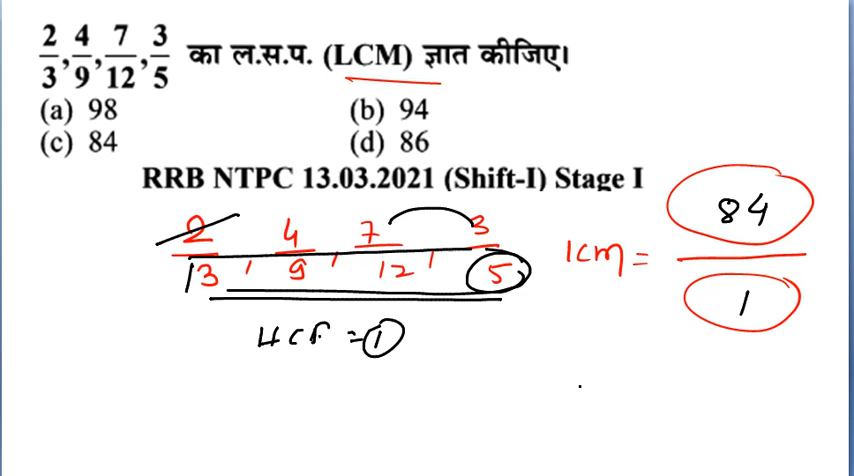 2/3, 4/9, 7/12, 3/5 का ल.स.प. (LCM) ज्ञात कीजिए।
(a) 98 (b) 94
(c) 84 (d) 86
RRB NTPC 13.03.2021 (Shift-I) Stage I
2/3, 4/9, 7/12, 3/5 lcm = 84/1
HCF = 1